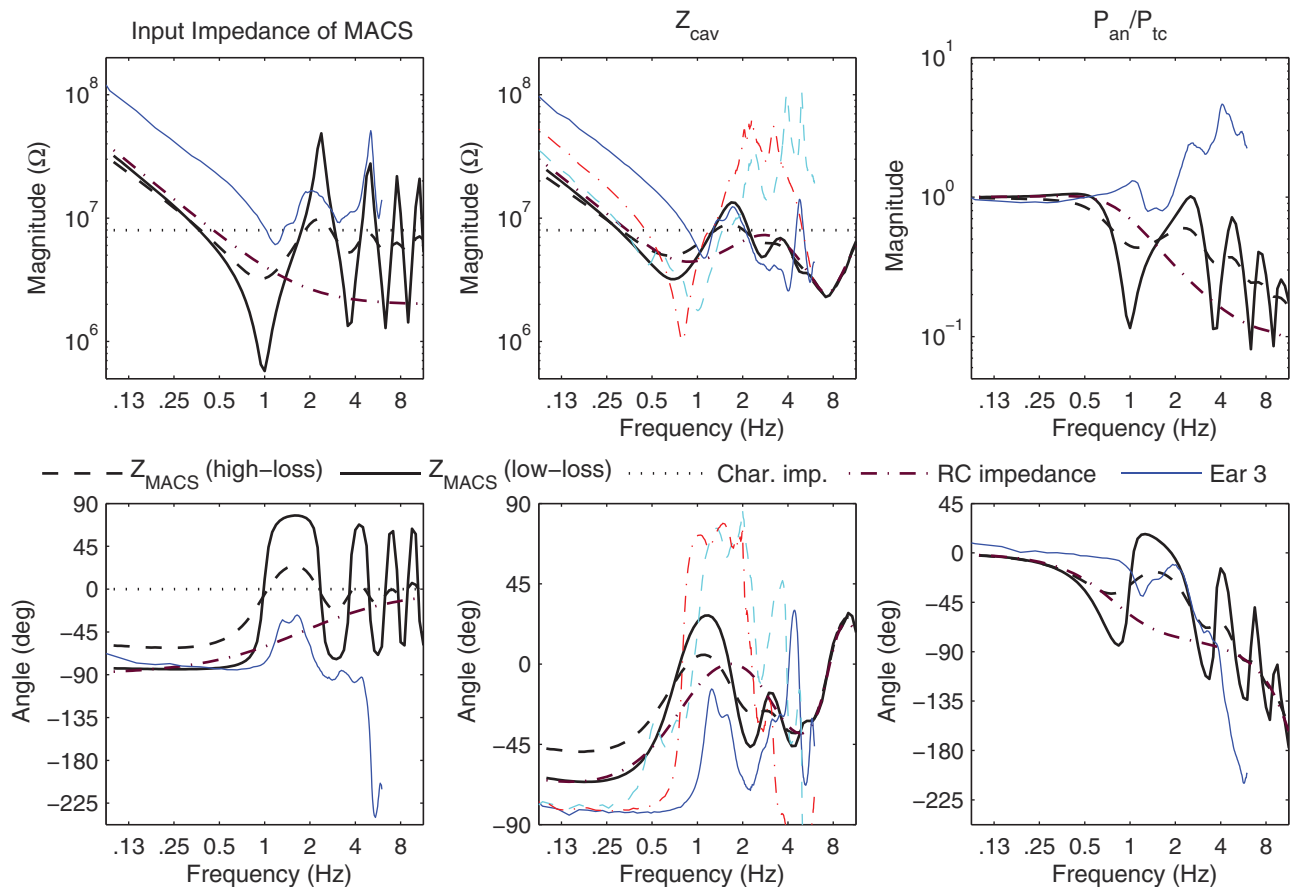 Input Impedance of MACS
Z_cav
P_an/P_tc
Magnitude (Ω)
10^8
10^7
10^6
.13 .25 0.5 1 2 4 8
Magnitude (Ω)
10^8
10^7
10^6
.13 .25 0.5 1 2 4 8
Frequency (Hz)
Magnitude
10^1
10^0
10^−1
.13 .25 0.5 1 2 4 8
Frequency (Hz)
Z_MACS (high−loss) Z_MACS (low−loss) Char. imp. RC impedance Ear 3
Angle (deg)
90
45
0
−45
−90
−135
−180
−225
.13 .25 0.5 1 2 4 8
Frequency (Hz)
Angle (deg)
90
45
0
−45
−90
.13 .25 0.5 1 2 4 8
Frequency (Hz)
Angle (deg)
45
0
−45
−90
−135
−180
−225
.13 .25 0.5 1 2 4 8
Frequency (Hz)